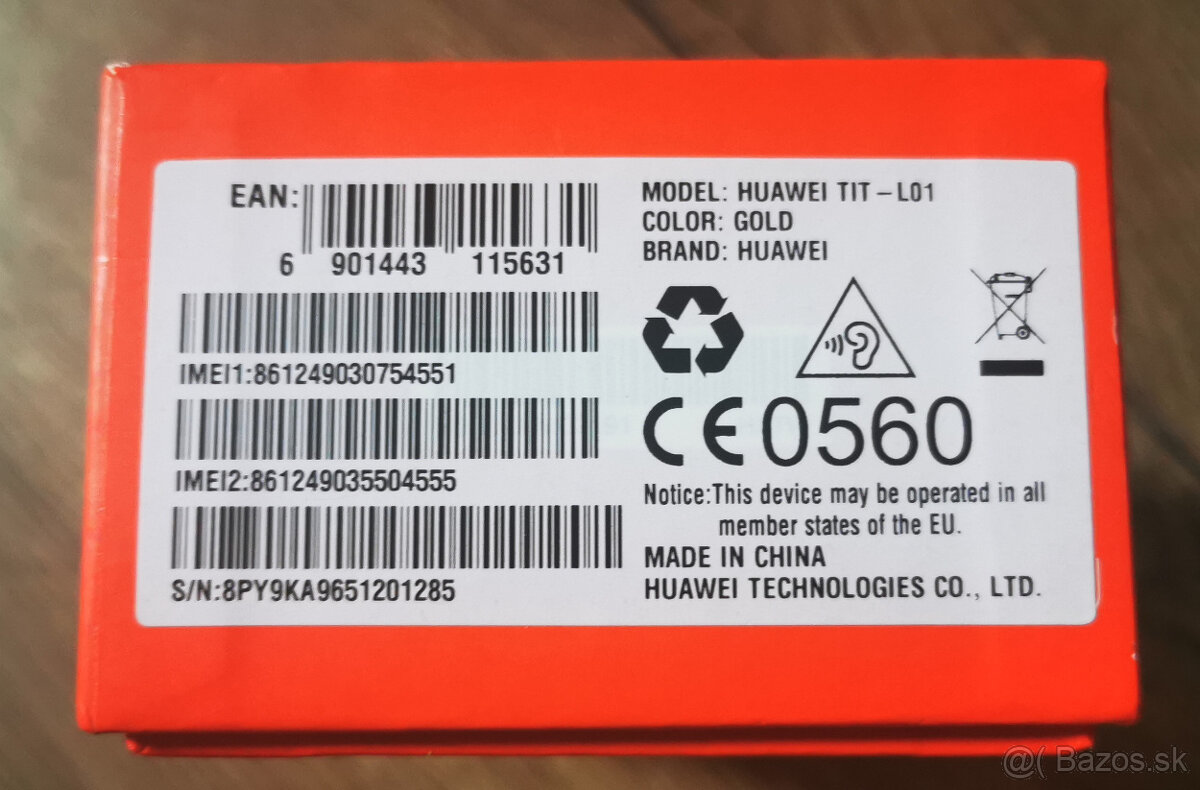 EAN:
6 901443 115631
IMEI1:861249030754551
IMEI2:861249035504555
S/N:8PY9KA9651201285
MODEL: HUAWEI TIT-L01
COLOR: GOLD
BRAND: HUAWEI
CE0560
Notice:This device may be operated in all
member states of the EU.
MADE IN CHINA
HUAWEI TECHNOLOGIES CO., LTD.
@( Bazos.sk